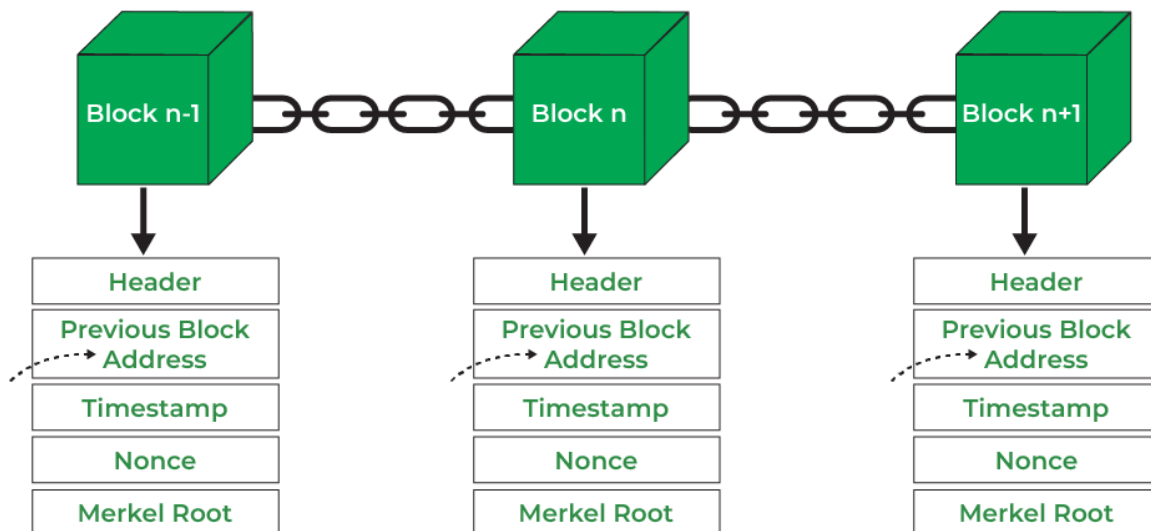 Block n-1
Block n
Block n+1
Header
Header
Header
Previous Block
Address
Previous Block
Address
Previous Block
Address
Timestamp
Timestamp
Timestamp
Nonce
Nonce
Nonce
Merkel Root
Merkel Root
Merkel Root